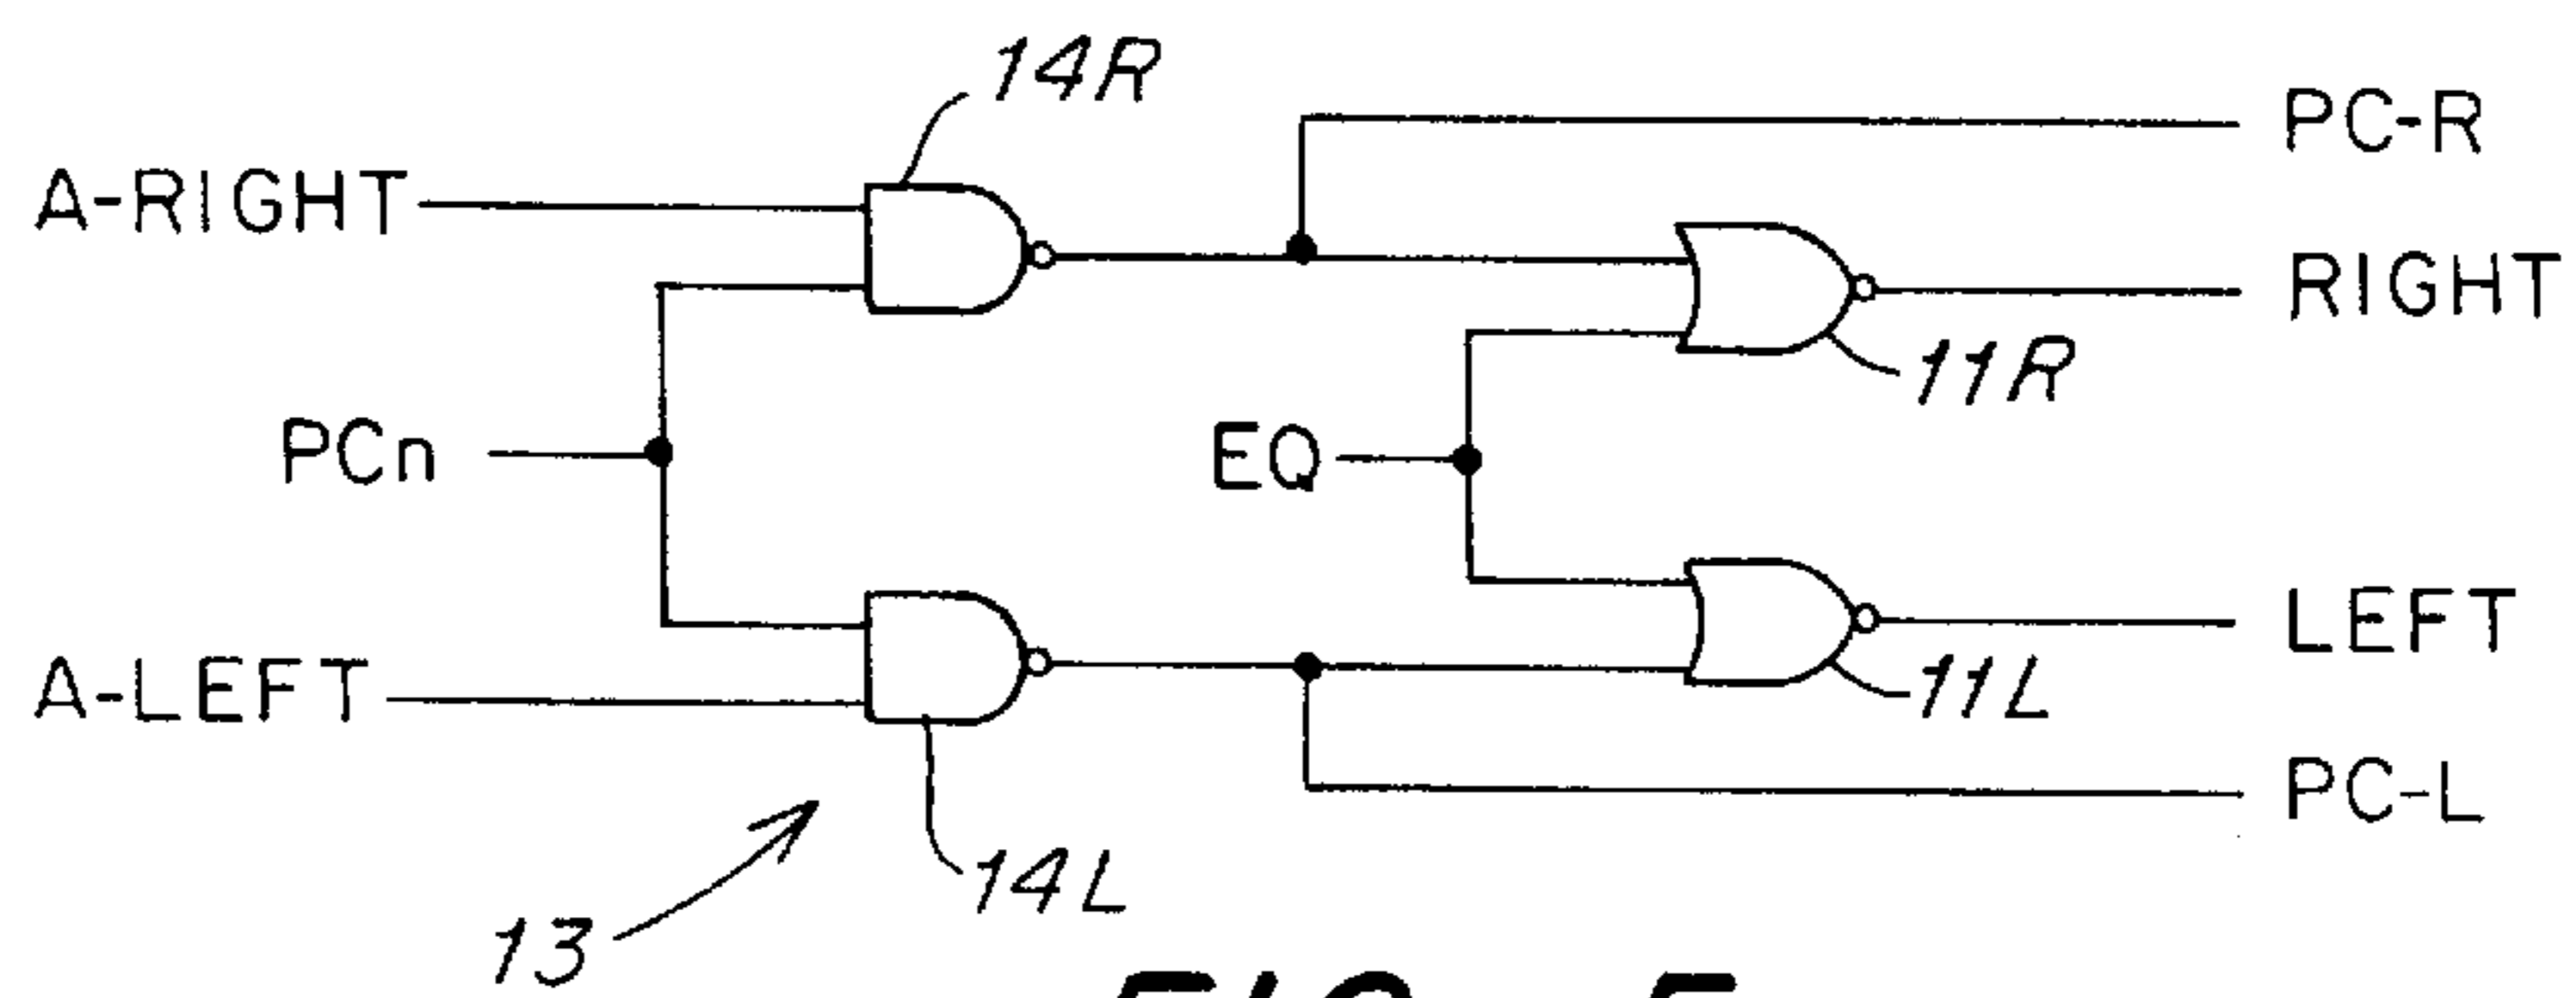 14R
PC-R
A-RIGHT
RIGHT
11R
PCn
EQ
LEFT
A-LEFT
11L
PC-L
14L
13